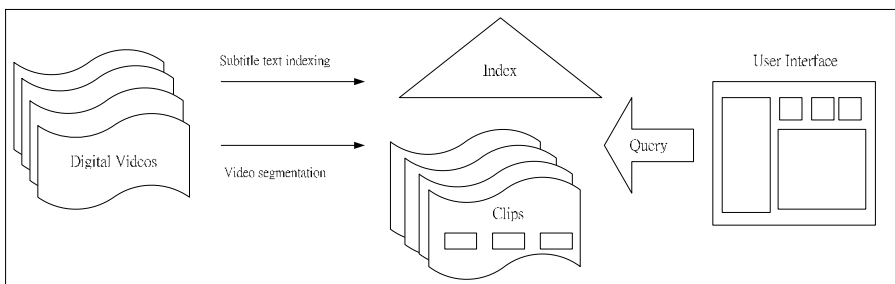 Subtitle text indexing
Index
User Interface
Digital Videos
Video segmentation
Query
Clips